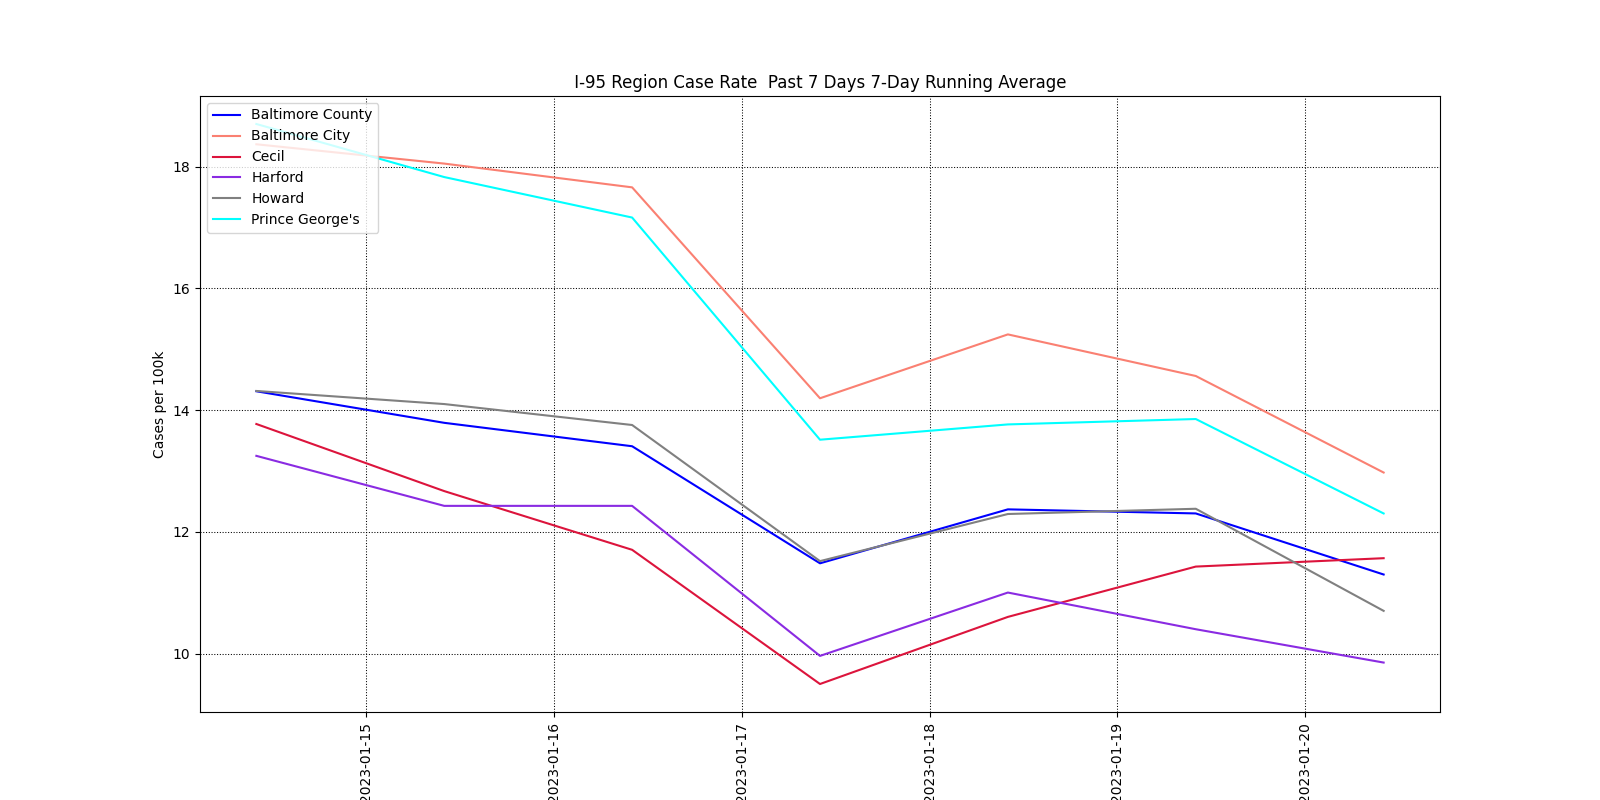 I-95 Region Case Rate  Past 7 Days 7-Day Running Average
Baltimore County
Baltimore City
Cecil
Harford
Howard
Prince George's
Cases per 100k
18
16
14
12
10
2023-01-15
2023-01-16
2023-01-17
2023-01-18
2023-01-19
2023-01-20